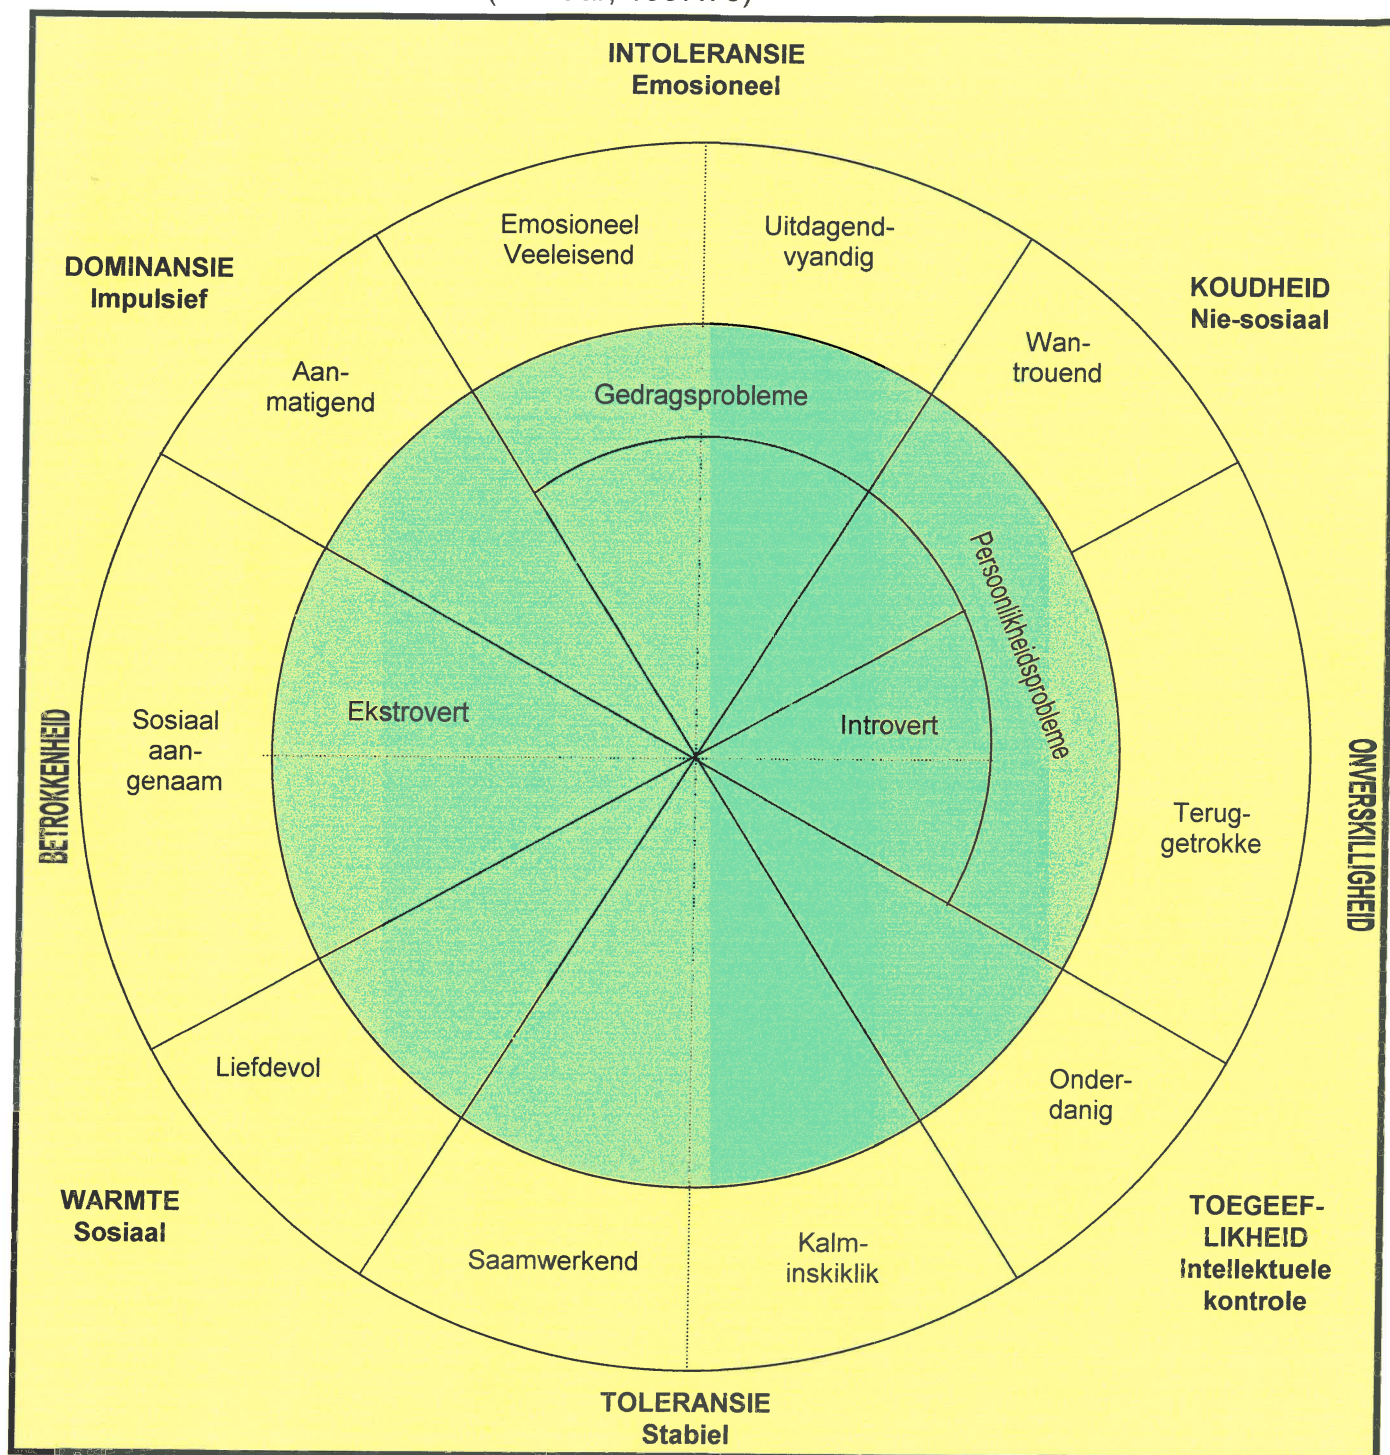 INTOLERANSIE
Emosioneel
Emosioneel
Veeleisend
Uitdagend-
vyandig
DOMINANSIE
Impulsief
KOUDHEID
Nie-sosiaal
Aan-
matigend
Wan-
trouend
Gedragsprobleme
Persoonlikheidsprobleme
BETROKKENHEID
Sosiaal
aan-
genaam
Ekstrovert
Introvert
ONVERSKILLIGHEID
Terug-
getrokke
Liefdevol
Onder-
danig
WARMTE
Sosiaal
TOEGEEF-
LIKHEID
Intellektuele
kontrole
Saamwerkend
Kalm-
inskiklik
TOLERANSIE
Stabiel